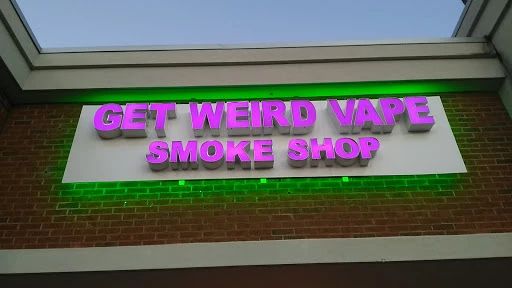 GET WEIRD VAPE
SMOKE SHOP